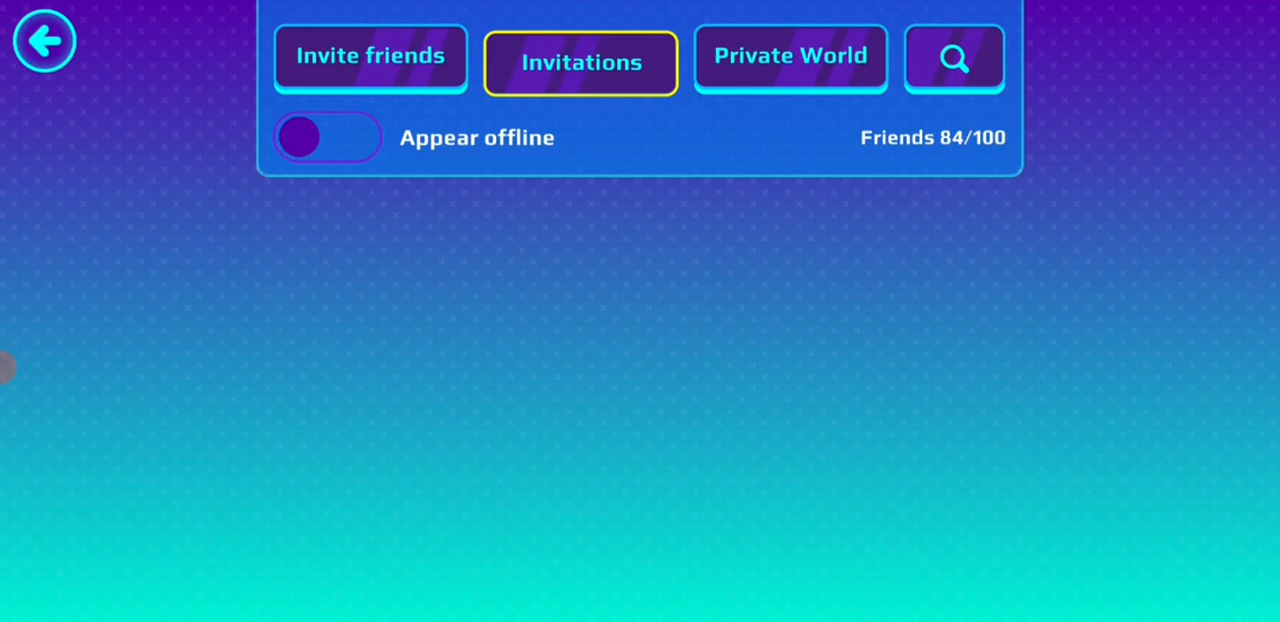 Invite friends
Invitations
Private World
Appear offline
Friends 84/100